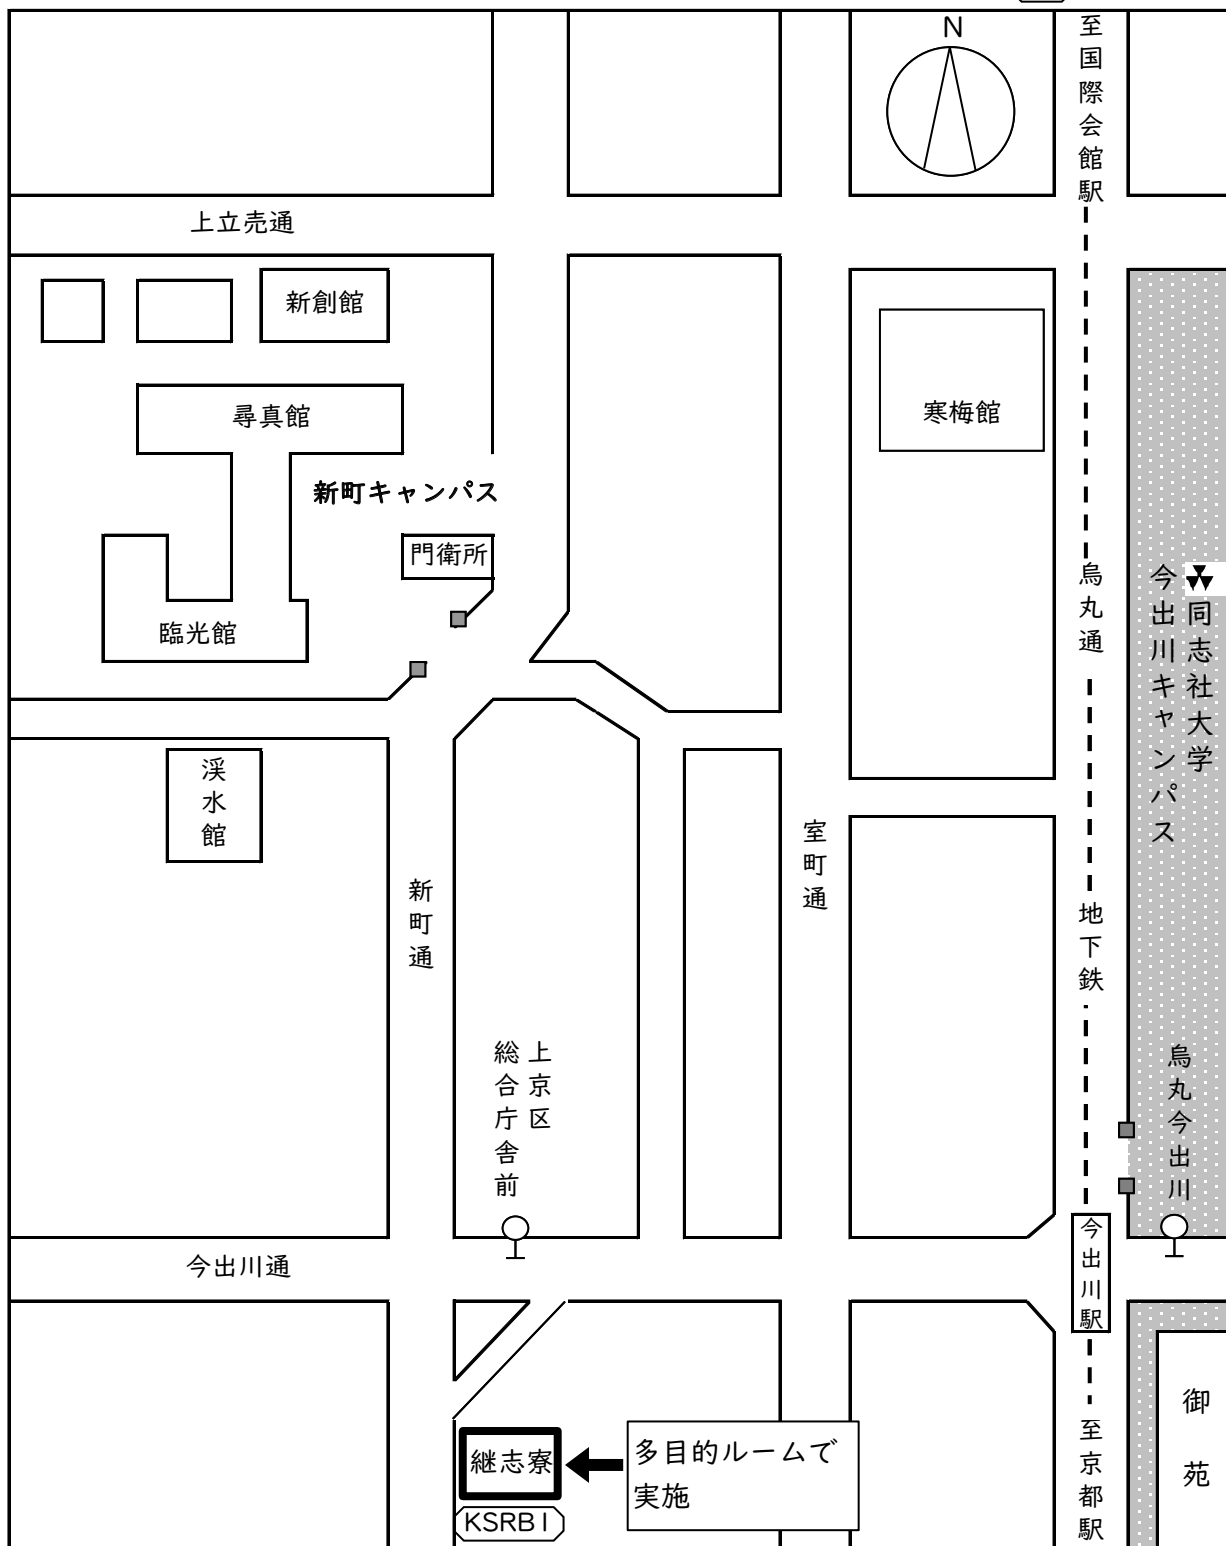 N
至国際会館駅
上立売通
新創館
尋真館
寒梅館
新町キャンパス
門衛所
臨光館
烏丸通
同志社大学
今出川キャンパス
渓水館
室町通
新町通
地下鉄
上京区
総合庁舎前
烏丸今出川
今出川通
今出川駅
御苑
継志寮
多目的ルームで
実施
KSRB1
至京都駅